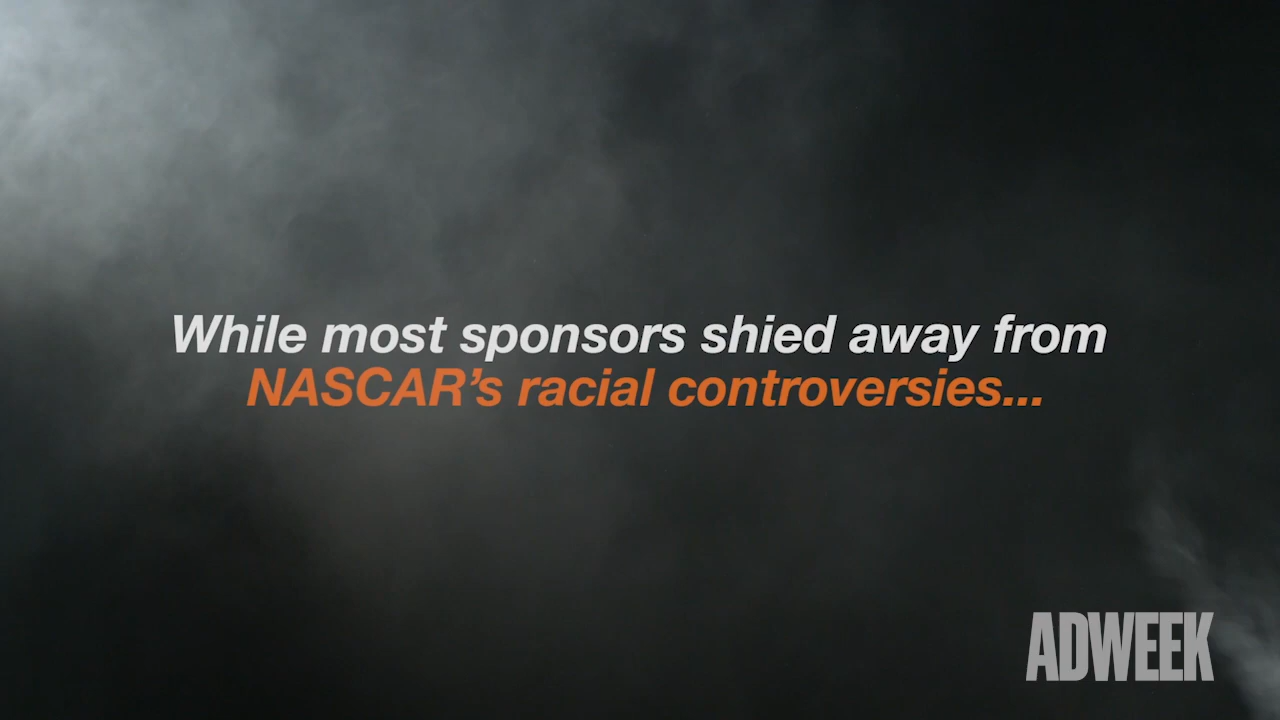 While most sponsors shied away from
NASCAR’s racial controversies...
ADWEEK